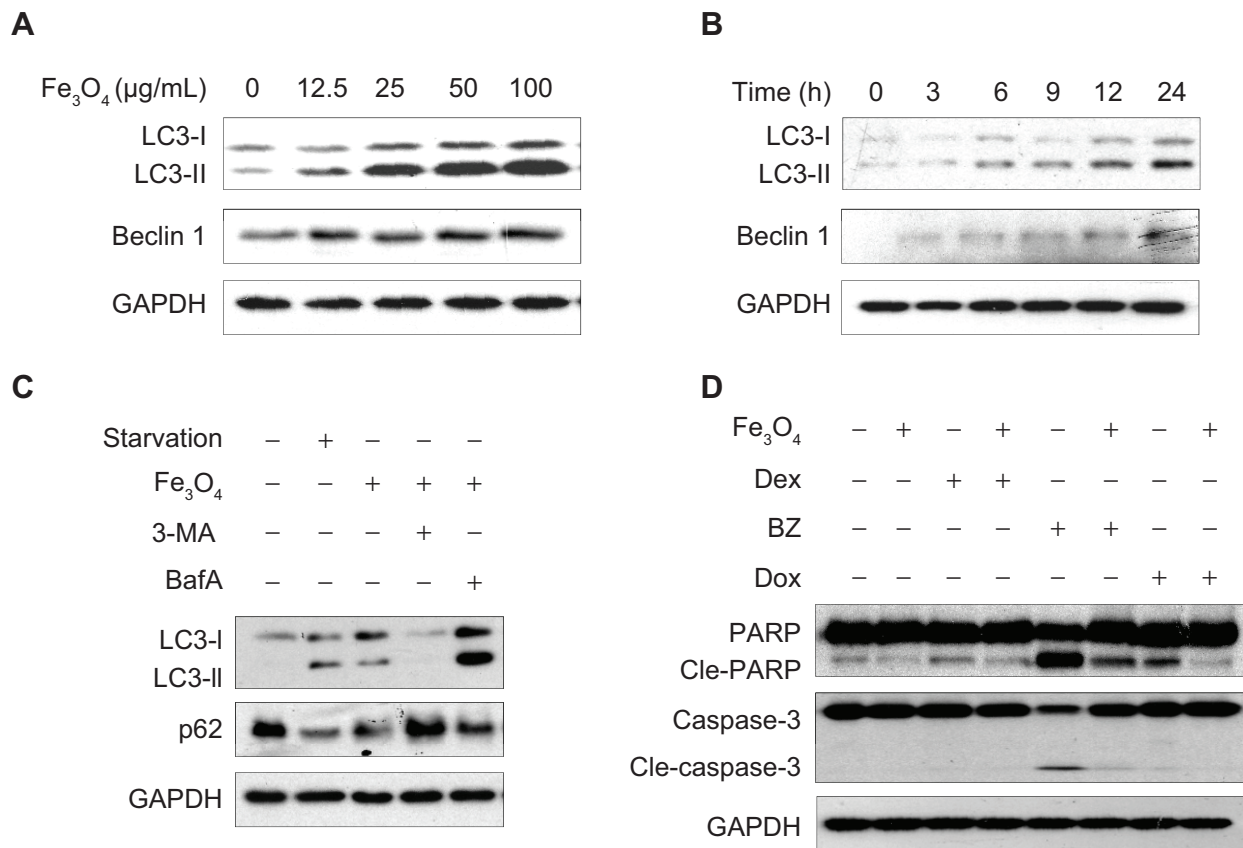 A
Fe₃O₄ (µg/mL) 0 12.5 25 50 100
LC3-I
LC3-II
Beclin 1
GAPDH
B
Time (h) 0 3 6 9 12 24
LC3-I
LC3-II
Beclin 1
GAPDH
C
Starvation – + – – –
Fe₃O₄ – – + + +
3-MA – – – + –
BafA – – – – +
LC3-I
LC3-II
p62
GAPDH
D
Fe₃O₄ – + – + – + – +
Dex – – + + – – – –
BZ – – – – + + – –
Dox – – – – – – + +
PARP
Cle-PARP
Caspase-3
Cle-caspase-3
GAPDH